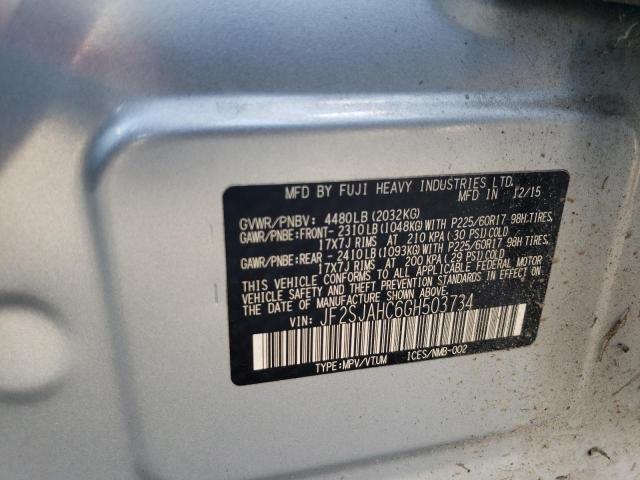 MFD BY FUJI HEAVY INDUSTRIES LTD.
MFD IN 12/15
GVWR/PNBV: 4480LB(2032KG)
GAWR/PNBE:FRONT-2310LB(1048KG)WITH P225/60R17 98H.TIRES,
17X7J RIMS AT 210 KPA(30 PSI)COLD
GAWR/PNBE:REAR -2410LB(1093KG)WITH P225/60R17 98H TIRES,
17X7J RIMS AT 200 KPA(29 PSI)COLD
THIS VEHICLE CONFORMS TO ALL APPLICABLE FEDERAL MOTOR
VEHICLE SAFETY AND THEFT PREVENTION STANDARDS IN EFFECT
ON THE DATE OF MANUFACTURE SHOWN ABOVE.
VIN: JF2SJAHC6GH503734
TYPE:MPV/VTUM ICES/NMB-002